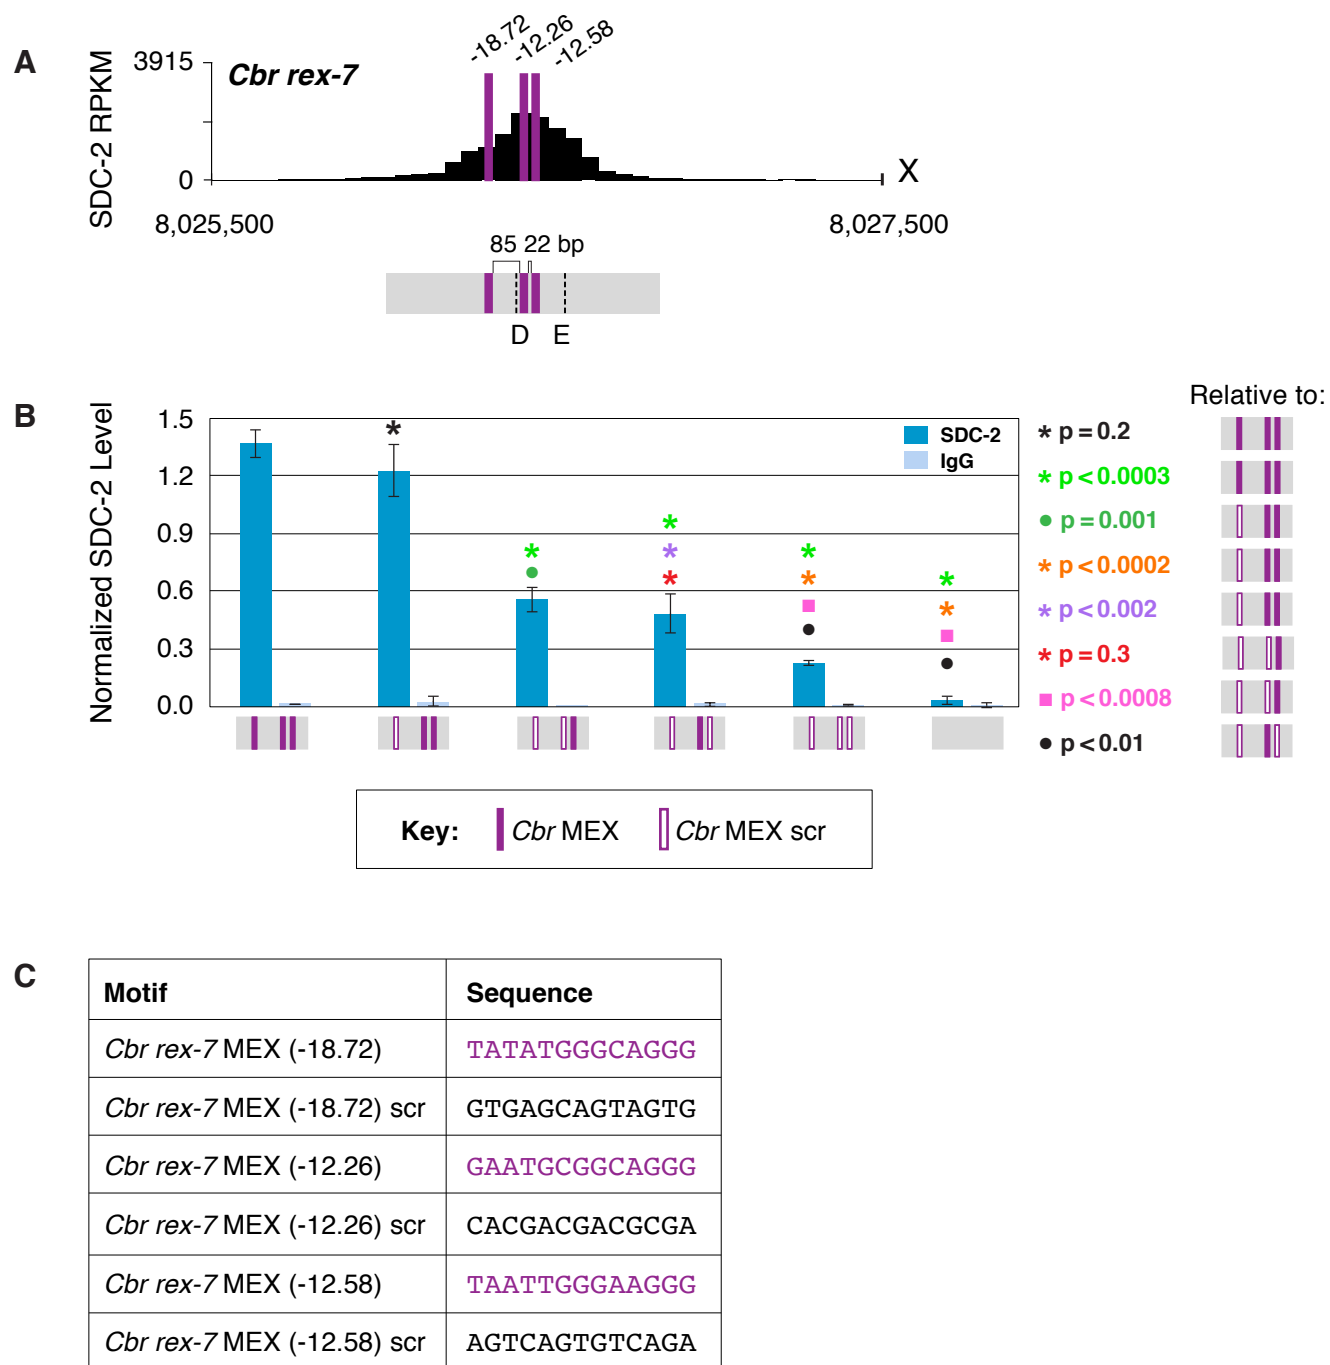 A
SDC-2 RPKM
3915
0
Cbr rex-7
-18.72
-12.26
-12.58
X
8,025,500
8,027,500
85 22 bp
D E
B
Normalized SDC-2 Level
1.5
1.2
0.9
0.6
0.3
0.0
*
* ●
* * *
* * ■ ●
* * ■ ●
SDC-2
IgG
Relative to:
* p = 0.2
* p < 0.0003
● p = 0.001
* p < 0.0002
* p < 0.002
* p = 0.3
■ p < 0.0008
● p < 0.01
Key: Cbr MEX Cbr MEX scr
C
Motif Sequence
Cbr rex-7 MEX (-18.72) TATATGGGCAGGG
Cbr rex-7 MEX (-18.72) scr GTGAGCAGTAGTG
Cbr rex-7 MEX (-12.26) GAATGCGGCAGGG
Cbr rex-7 MEX (-12.26) scr CACGACGACGCGA
Cbr rex-7 MEX (-12.58) TAATTGGGAAGGG
Cbr rex-7 MEX (-12.58) scr AGTCAGTGTCAGA